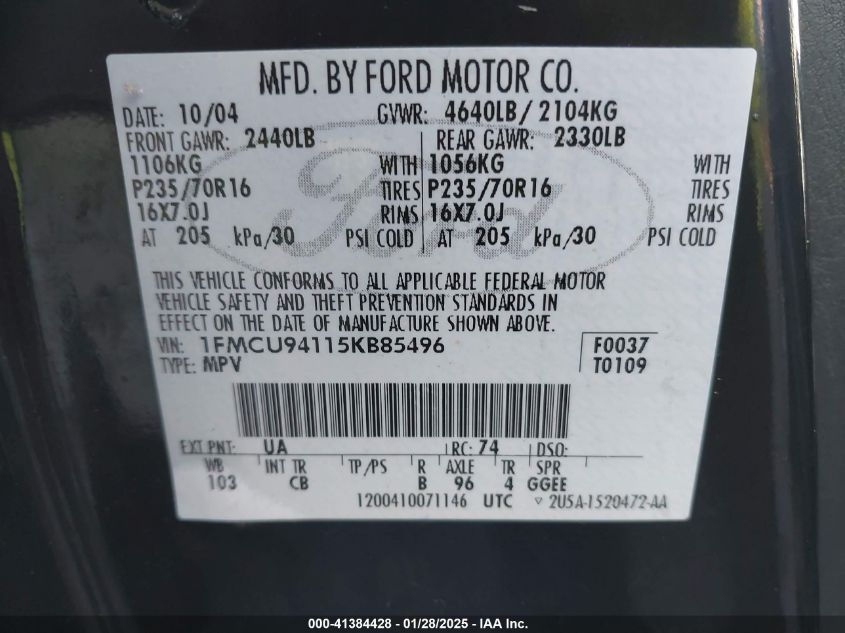 MFD. BY FORD MOTOR CO.
DATE: 10/04 GVWR: 4640LB/ 2104KG
FRONT GAWR: 2440LB REAR GAWR: 2330LB
1106KG WITH 1056KG WITH
P235/70R16 TIRES P235/70R16 TIRES
16X7.0J RIMS 16X7.0J RIMS
AT 205 kPa/30 PSI COLD AT 205 kPa/30 PSI COLD
Ford
THIS VEHICLE CONFORMS TO ALL APPLICABLE FEDERAL MOTOR
VEHICLE SAFETY AND THEFT PREVENTION STANDARDS IN
EFFECT ON THE DATE OF MANUFACTURE SHOWN ABOVE.
VIN: 1FMCU94115KB85496 F0037
TYPE: MPV T0109
EXT PNT: UA RC: 74 DSO:
WB INT TR TP/PS R AXLE TR SPR
103 CB B 96 4 GGEE
1200410071146 UTC 2U5A-1520472-AA
000-41384428 - 01/28/2025 - IAA Inc.